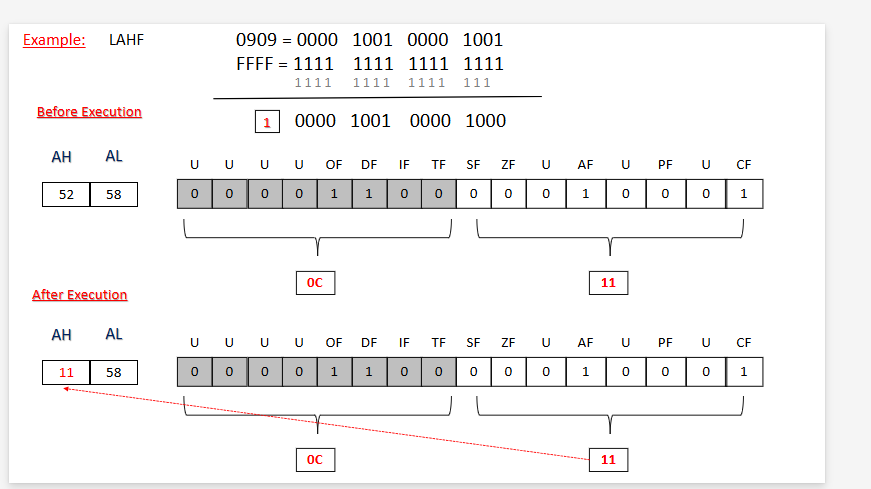 Example: LAHF 0909 = 0000 1001 0000 1001
FFFF = 1111 1111 1111 1111
1111 1111 1111 111
Before Execution
1 0000 1001 0000 1000
AH AL
U U U U OF DF IF TF SF ZF U AF U PF U CF
52 58 0 0 0 0 1 1 0 0 0 0 0 1 0 0 0 1
0C 11
After Execution
AH AL
U U U U OF DF IF TF SF ZF U AF U PF U CF
11 58 0 0 0 0 1 1 0 0 0 0 0 1 0 0 0 1
0C 11